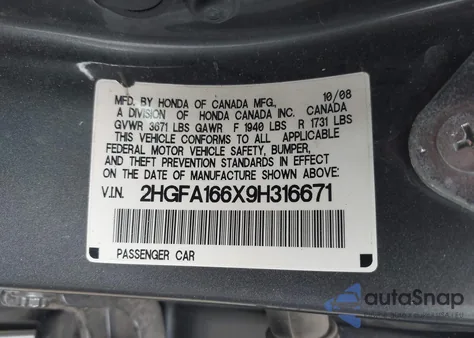 10/08
MFD. BY HONDA OF CANADA MFG.,
A DIVISION OF HONDA CANADA INC. CANADA
GVWR 3671 LBS GAWR F 1940 LBS R 1731 LBS
THIS VEHICLE CONFORMS TO ALL APPLICABLE
FEDERAL MOTOR VEHICLE SAFETY, BUMPER,
AND THEFT PREVENTION STANDARDS IN EFFECT
ON THE DATE OF MANUFACTURE SHOWN ABOVE:
V.I.N. 2HGFA166X9H316671
PASSENGER CAR
autoSnap